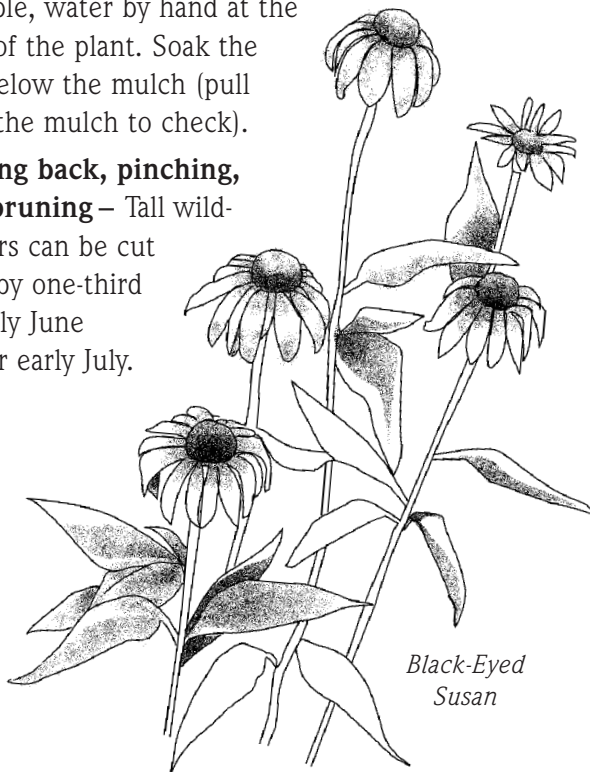 water by hand at the
of the plant. Soak the
elow the mulch (pull
the mulch to check).
ng back, pinching,
pruning – Tall wild-
rs can be cut
by one-third
ly June
r early July.
Black-Eyed
Susan